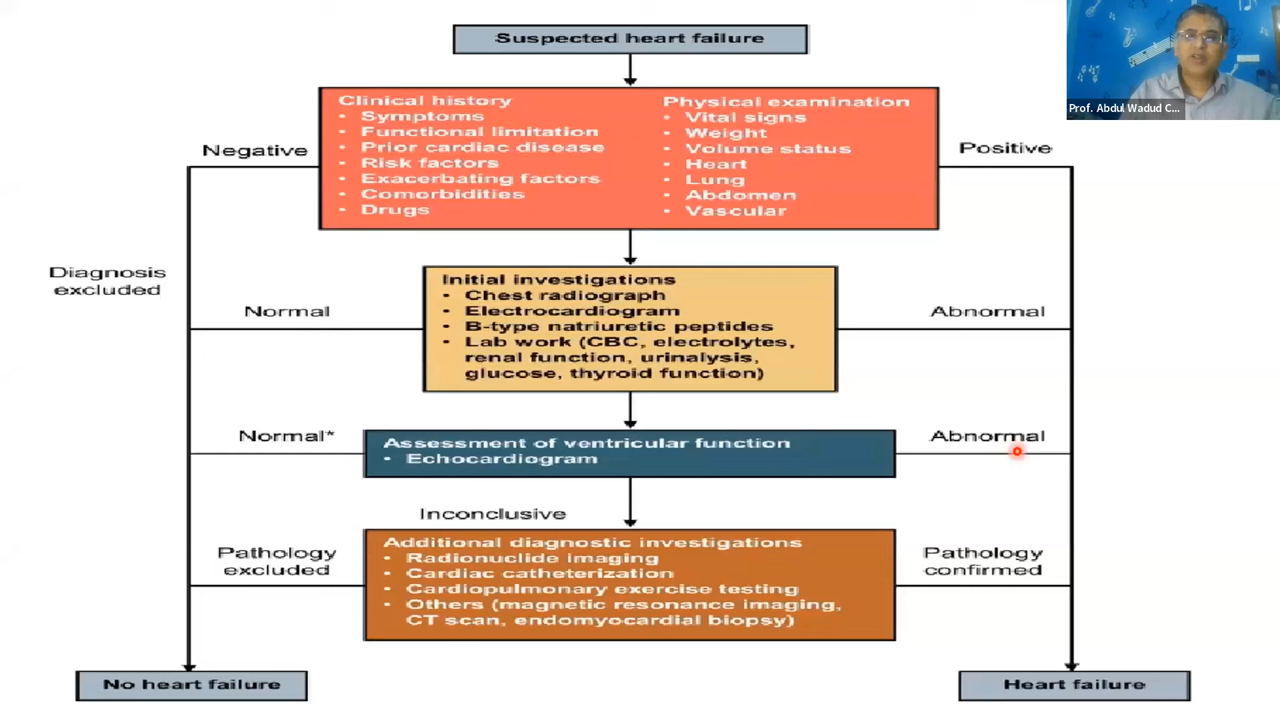 Suspected heart failure
Prof. Abdul Wadud C...
Clinical history
• Symptoms
• Functional limitation
• Prior cardiac disease
• Risk factors
• Exacerbating factors
• Comorbidities
• Drugs
Physical examination
• Vital signs
• Weight
• Volume status
• Heart
• Lung
• Abdomen
• Vascular
Negative
Positive
Diagnosis
excluded
Initial investigations
• Chest radiograph
• Electrocardiogram
• B-type natriuretic peptides
• Lab work (CBC, electrolytes,
renal function, urinalysis,
glucose, thyroid function)
Normal
Abnormal
Normal*
Assessment of ventricular function
• Echocardiogram
Abnormal
Inconclusive
Pathology
excluded
Additional diagnostic investigations
• Radionuclide imaging
• Cardiac catheterization
• Cardiopulmonary exercise testing
• Others (magnetic resonance imaging,
CT scan, endomyocardial biopsy)
Pathology
confirmed
No heart failure
Heart failure